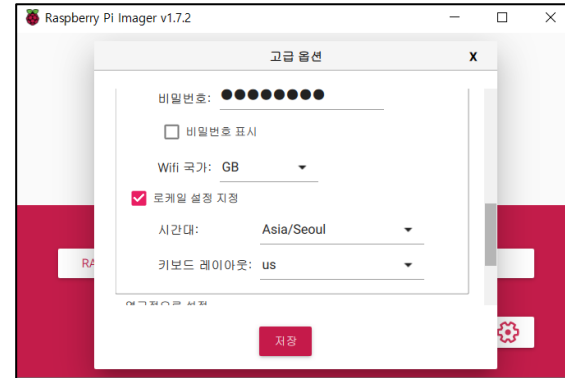 Raspberry Pi Imager v1.7.2
고급 옵션
X
비밀번호: ●●●●●●●●
비밀번호 표시
Wifi 국가: GB
로케일 설정 지정
시간대: Asia/Seoul
RA
키보드 레이아웃: us
저장